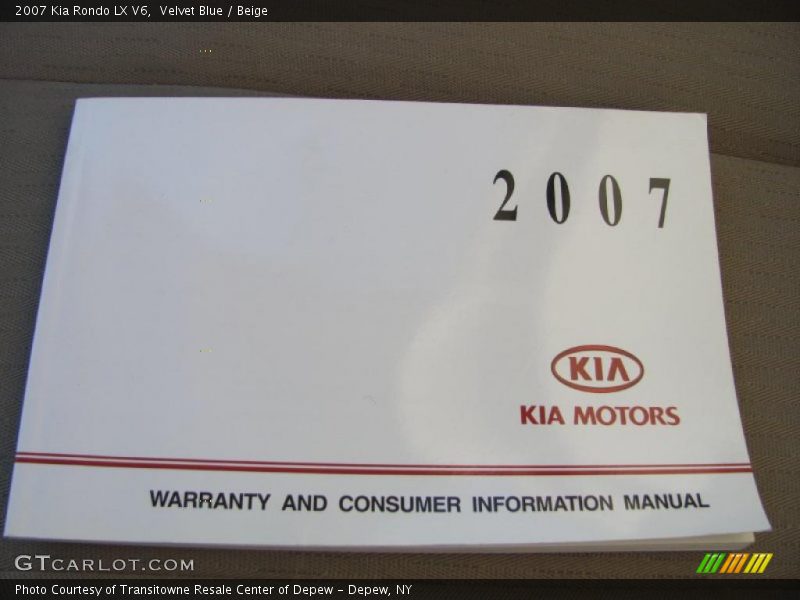 2007 Kia Rondo LX V6,  Velvet Blue / Beige
2007
KIA
KIA MOTORS
WARRANTY AND CONSUMER INFORMATION MANUAL
GTCARLOT.COM
Photo Courtesy of Transitowne Resale Center of Depew – Depew, NY